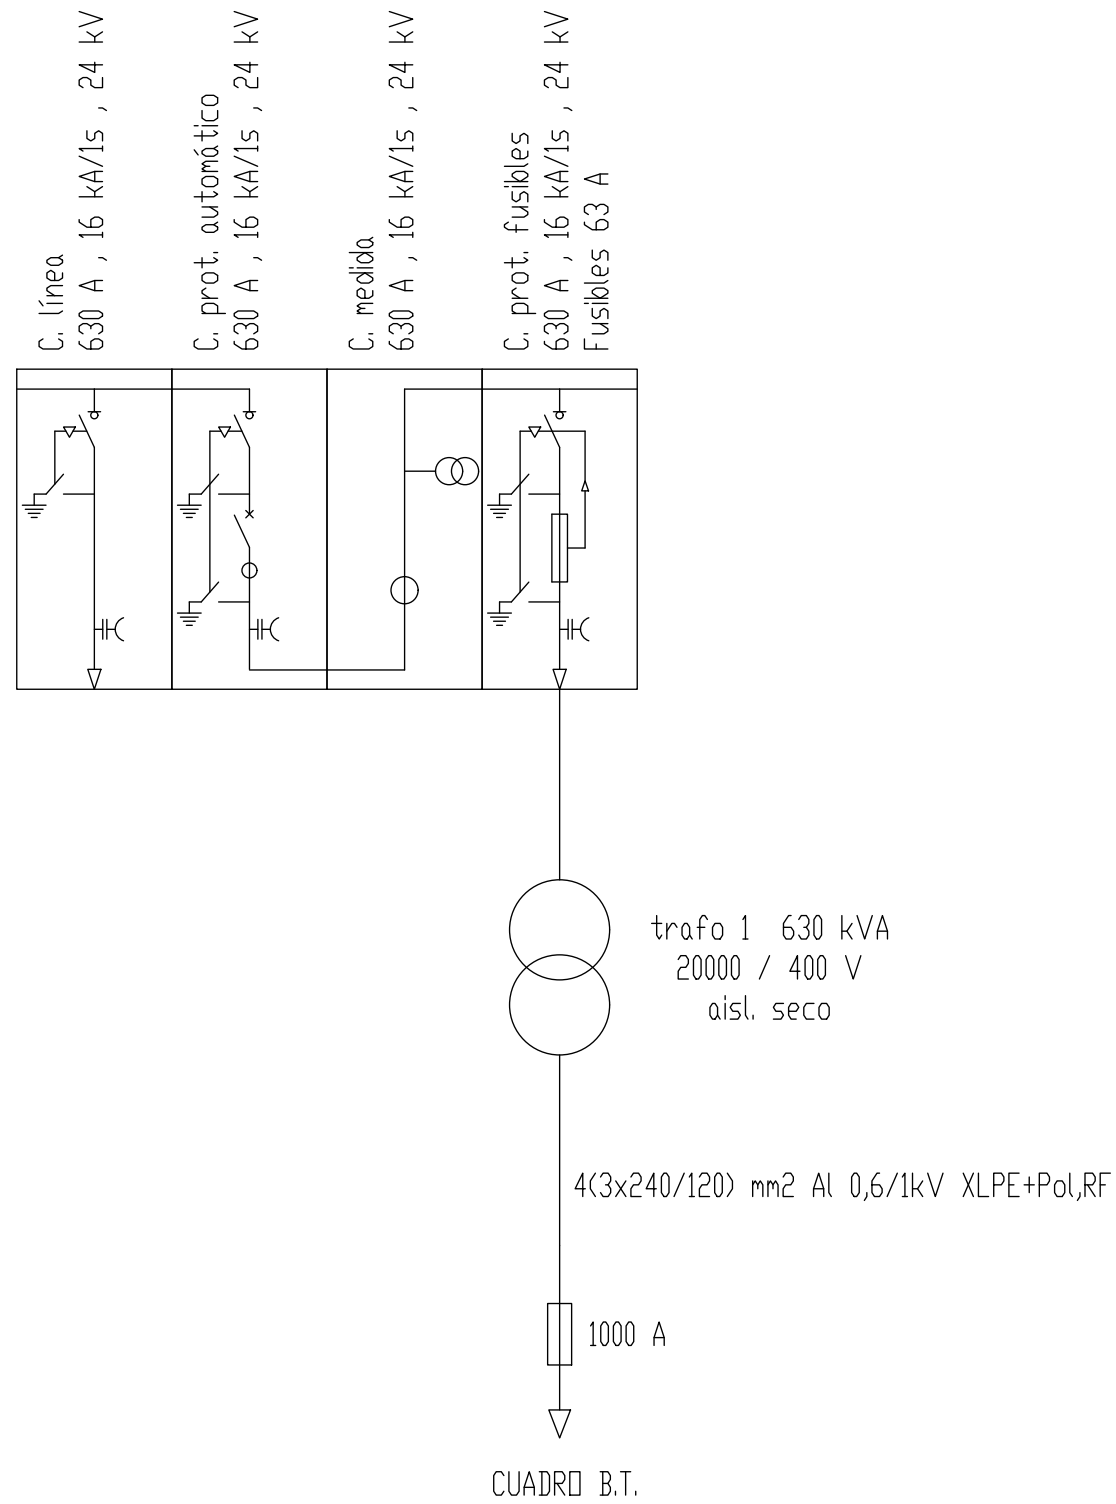 C. línea
630 A , 16 kA/1s , 24 kV
C. prot. automático
630 A , 16 kA/1s , 24 kV
C. medida
630 A , 16 kA/1s , 24 kV
C. prot. fusibles
630 A , 16 kA/1s , 24 kV
Fusibles 63 A
trafo 1 630 kVA
20000 / 400 V
aisl. seco
4(3x240/120) mm2 Al 0,6/1kV XLPE+Pol,RF
1000 A
CUADRO B.T.